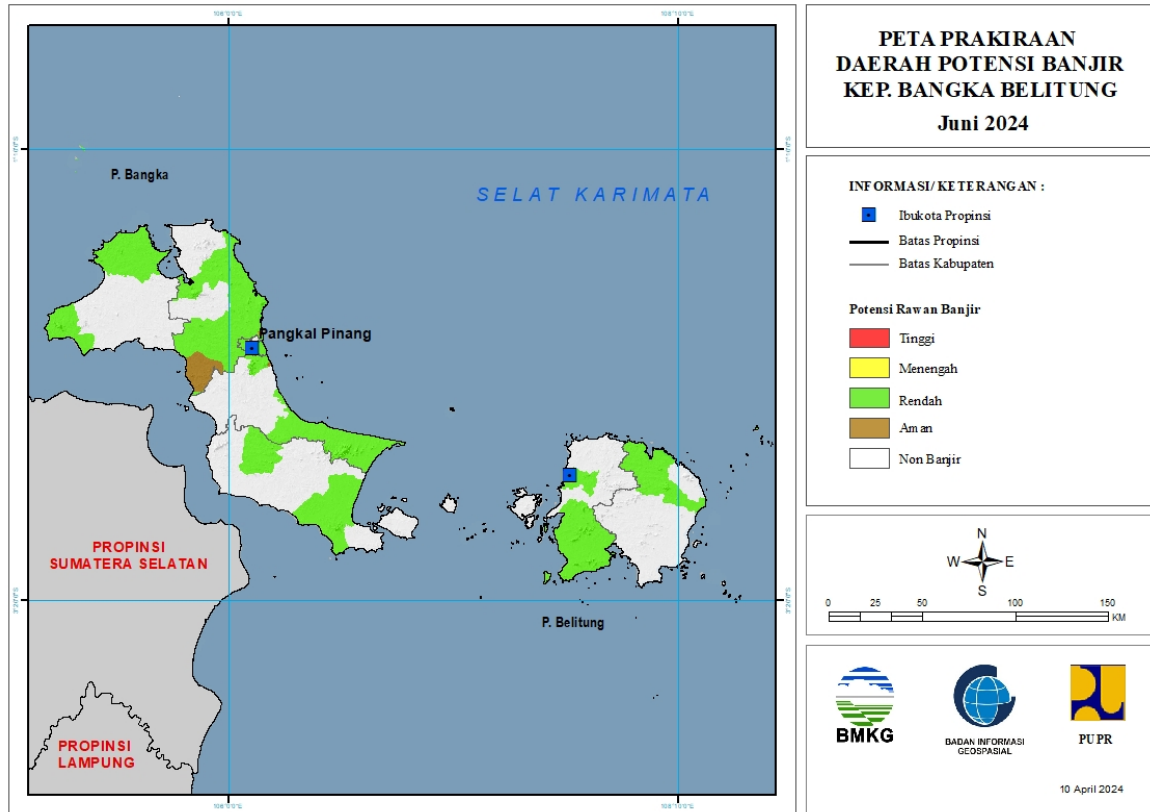 PETA PRAKIRAAN
DAERAH POTENSI BANJIR
KEP. BANGKA BELITUNG
Juni 2024
P. Bangka
SELAT KARIMATA
Pangkal Pinang
PROPINSI
SUMATERA SELATAN
P. Belitung
PROPINSI
LAMPUNG
INFORMASI/ KETERANGAN :
Ibukota Propinsi
Batas Propinsi
Batas Kabupaten
Potensi Rawan Banjir
Tinggi
Menengah
Rendah
Aman
Non Banjir
N
W E
S
0 25 50 100 150
KM
BMKG
BADAN INFORMASI
GEOSPASIAL
PUPR
10 April 2024